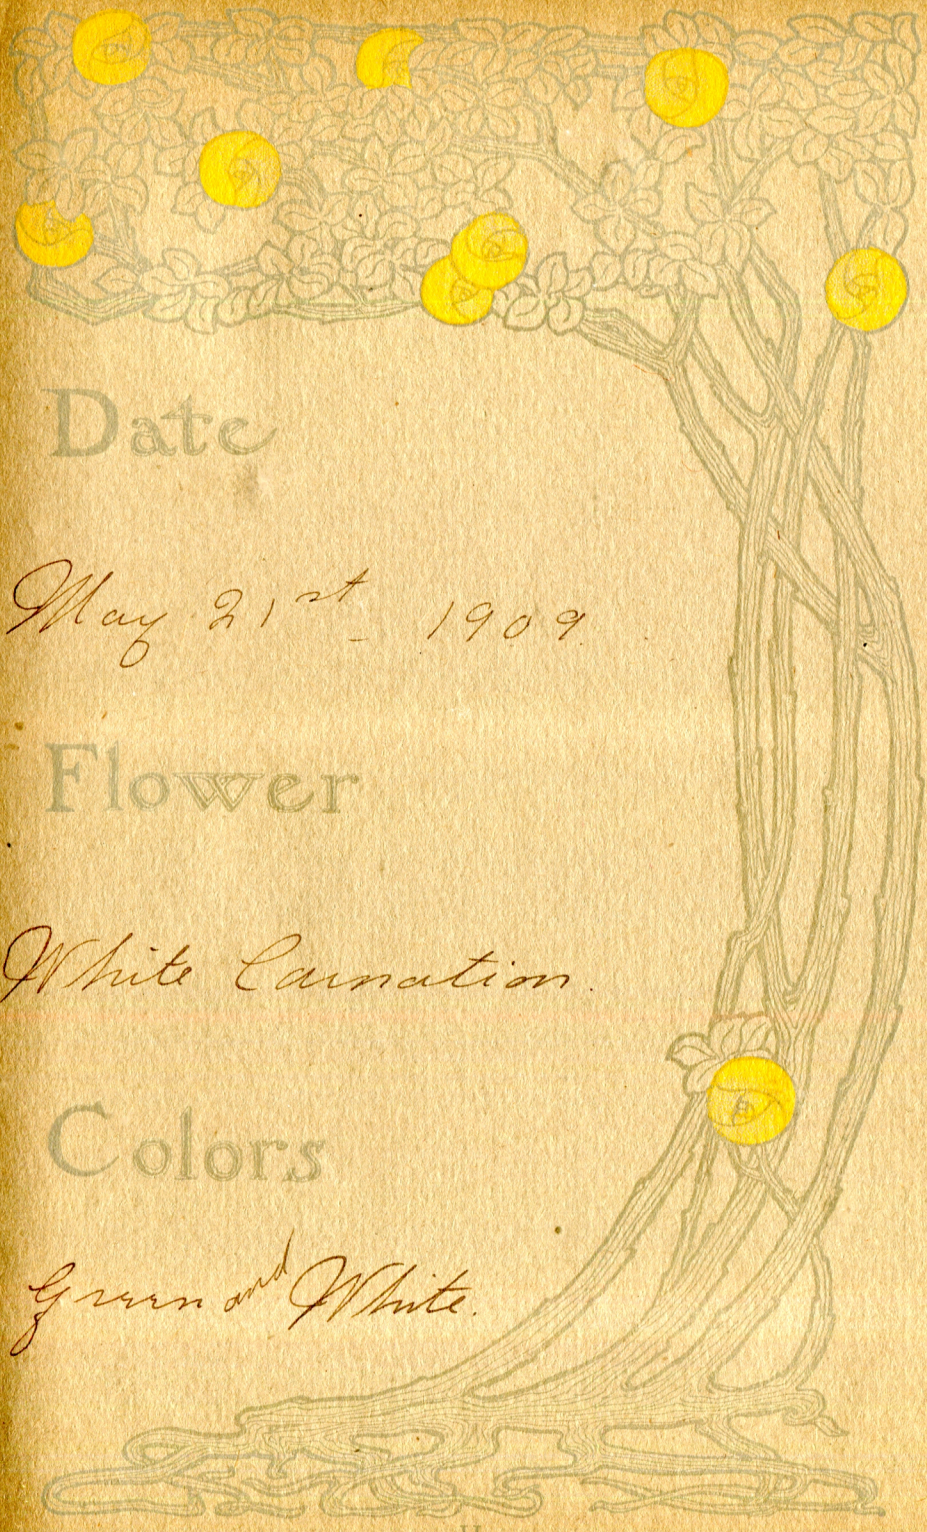 Date
May 21st 1909
Flower
White Carnation.
Colors
Green and White.